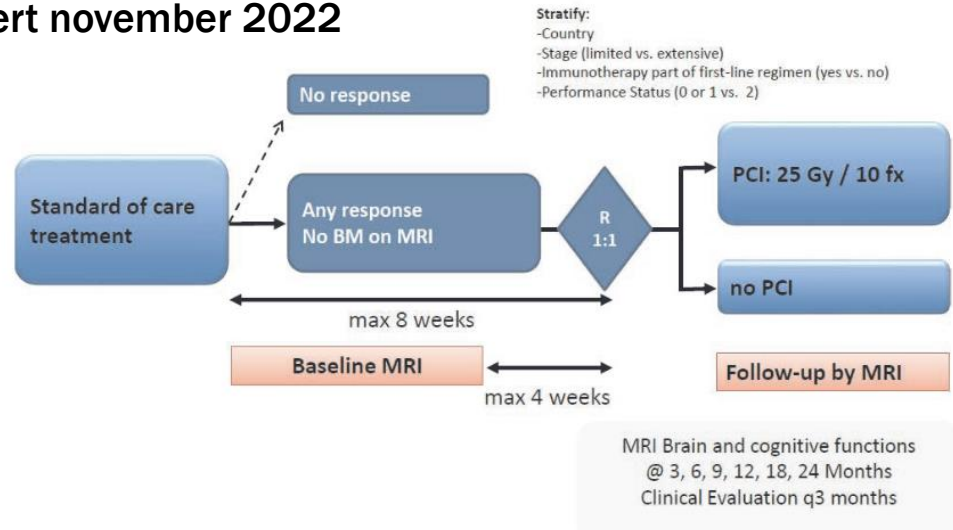 november 2022
Stratify:
-Country
-Stage (limited vs. extensive)
-Immunotherapy part of first-line regimen (yes vs. no)
-Performance Status (0 or 1 vs. 2)
No response
Standard of care
treatment
Any response
No BM on MRI
R
1:1
PCI: 25 Gy / 10 fx
no PCI
max 8 weeks
Baseline MRI
max 4 weeks
Follow-up by MRI
MRI Brain and cognitive functions
@ 3, 6, 9, 12, 18, 24 Months
Clinical Evaluation q3 months